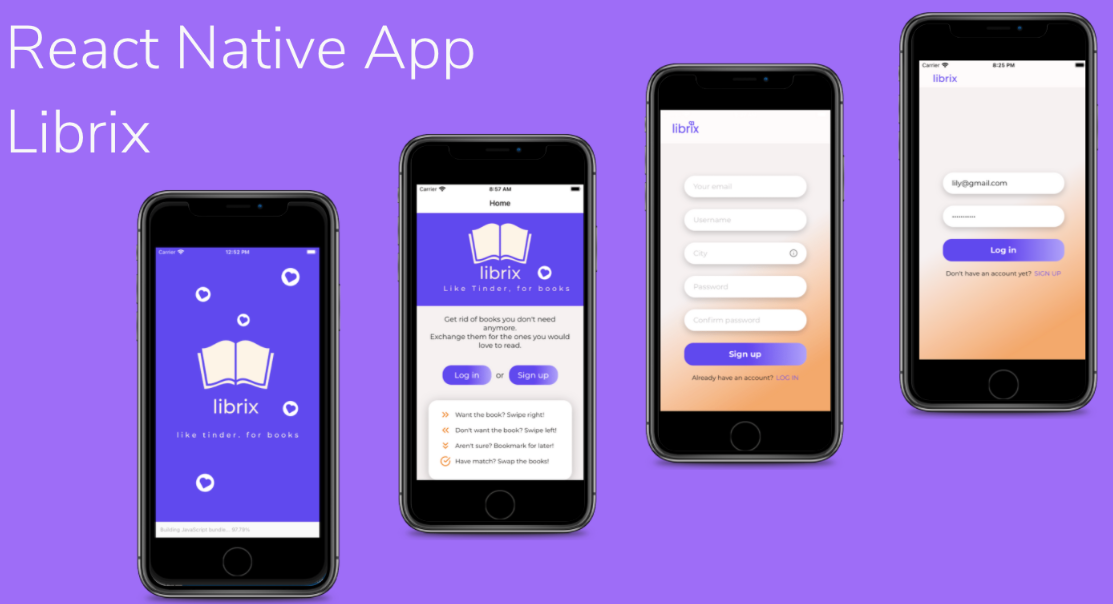 React Native App
Librix
Carrier
12:52 PM
librix
like tinder, for books
Building JavaScript bundle...
Carrier
8:57 AM
Home
librix
Like Tinder, for books
Get rid of books you don't need
anymore.
Exchange them for the ones you would
love to read.
Log in
or
Sign up
Want the book? Swipe right!
Don't want the book? Swipe left!
Aren't sure? Bookmark for later!
Have match? Swap the books!
librix
Your email
Username
City
Password
Confirm password
Sign up
Already have an account? LOG IN
Carrier
8:25 PM
librix
lily@gmail.com
Log in
Don't have an account yet? SIGN UP